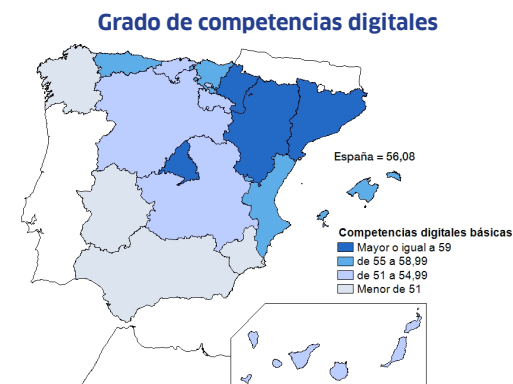 Grado de competencias digitales
España = 56,08
Competencias digitales básicas
Mayor o igual a 59
de 55 a 58,99
de 51 a 54,99
Menor de 51